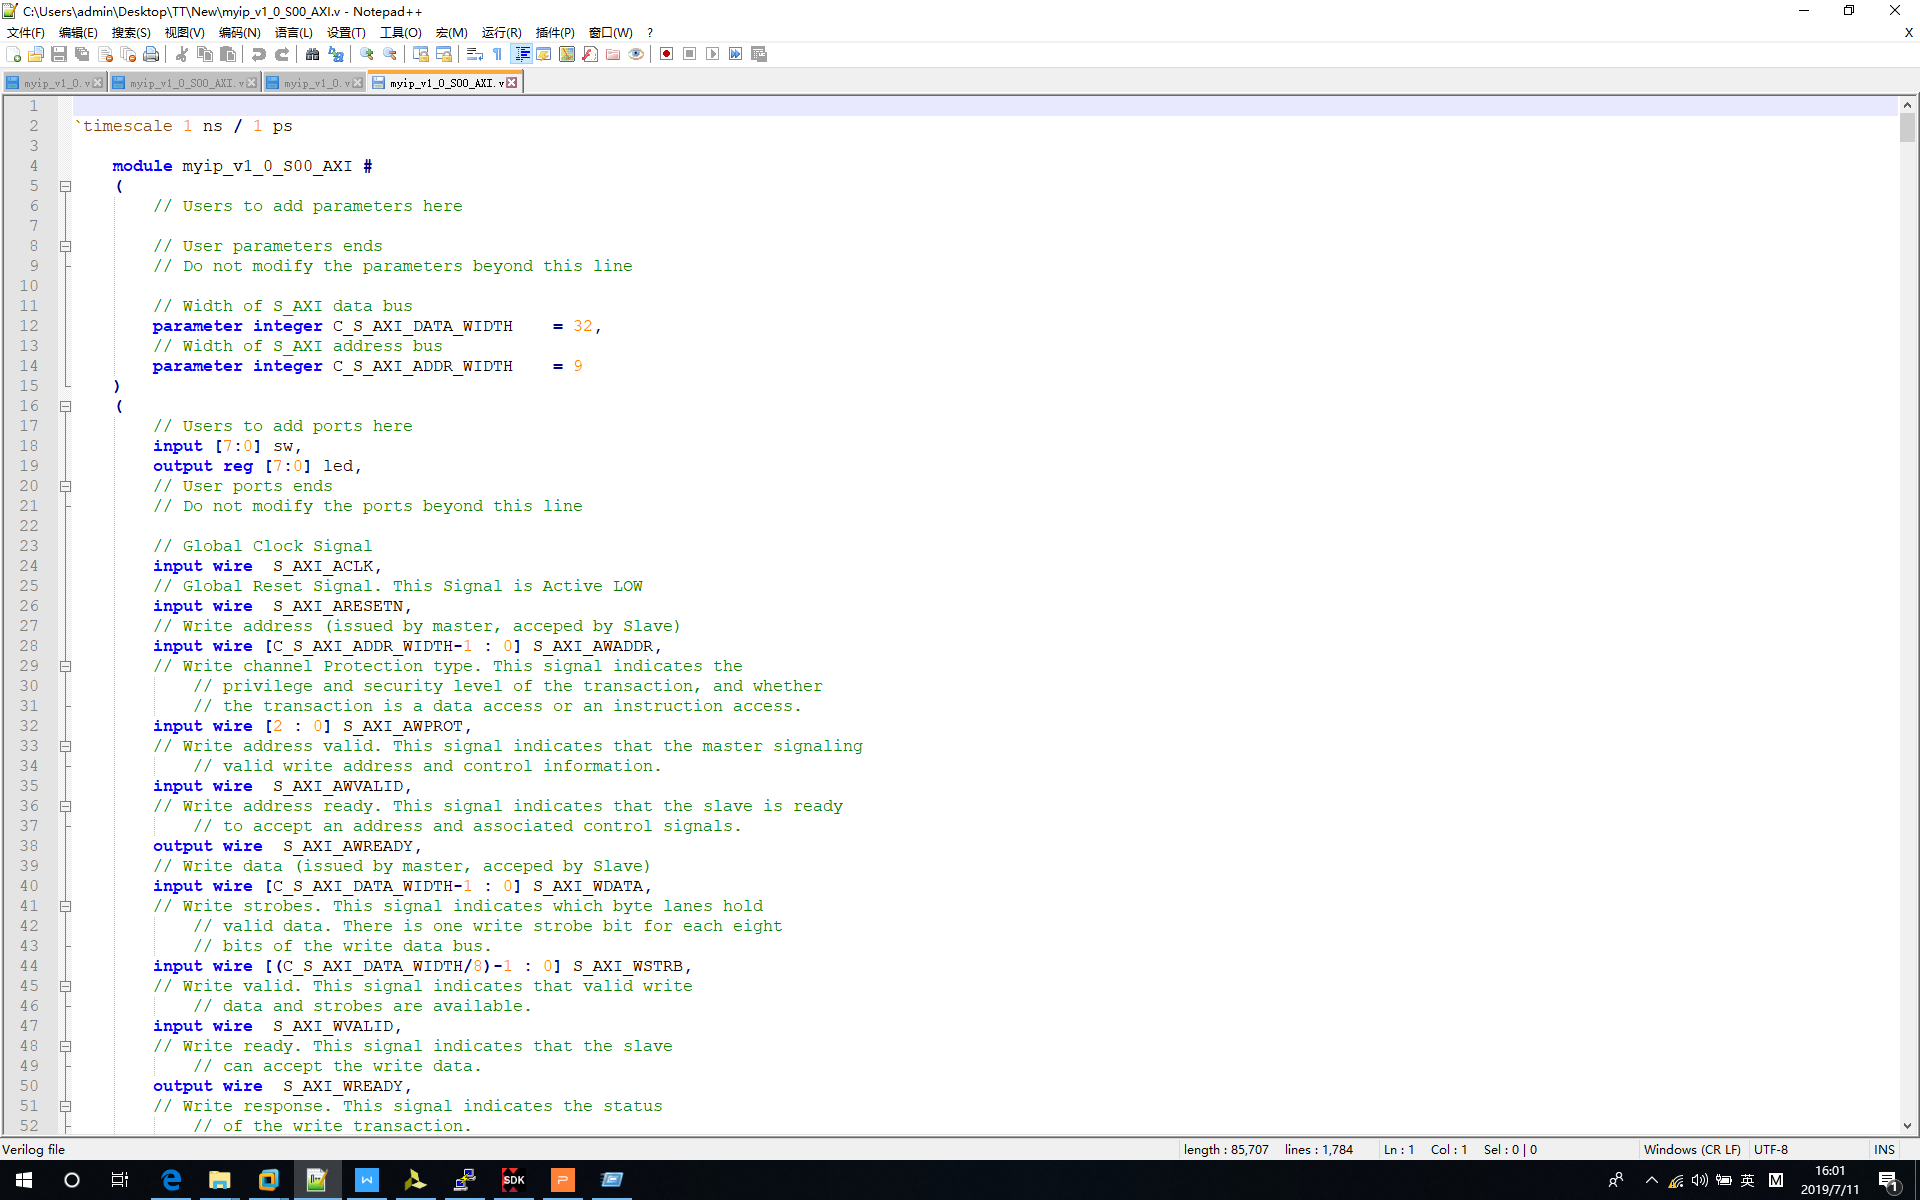 C:\Users\admin\Desktop\TT\New\myip_v1_0_S00_AXI.v - Notepad++
文件(F) 编辑(E) 搜索(S) 视图(V) 编码(N) 语言(L) 设置(T) 工具(O) 宏(M) 运行(R) 插件(P) 窗口(W) ? X
myip_v1_0.v myip_v1_0_S00_AXI.v myip_v1_0.v myip_v1_0_S00_AXI.v
1
2 `timescale 1 ns / 1 ps
3
4 module myip_v1_0_S00_AXI #
5 (
6 // Users to add parameters here
7
8 // User parameters ends
9 // Do not modify the parameters beyond this line
10
11 // Width of S_AXI data bus
12 parameter integer C_S_AXI_DATA_WIDTH = 32,
13 // Width of S_AXI address bus
14 parameter integer C_S_AXI_ADDR_WIDTH = 9
15 )
16 (
17 // Users to add ports here
18 input [7:0] sw,
19 output reg [7:0] led,
20 // User ports ends
21 // Do not modify the ports beyond this line
22
23 // Global Clock Signal
24 input wire S_AXI_ACLK,
25 // Global Reset Signal. This Signal is Active LOW
26 input wire S_AXI_ARESETN,
27 // Write address (issued by master, acceped by Slave)
28 input wire [C_S_AXI_ADDR_WIDTH-1 : 0] S_AXI_AWADDR,
29 // Write channel Protection type. This signal indicates the
30 // privilege and security level of the transaction, and whether
31 // the transaction is a data access or an instruction access.
32 input wire [2 : 0] S_AXI_AWPROT,
33 // Write address valid. This signal indicates that the master signaling
34 // valid write address and control information.
35 input wire S_AXI_AWVALID,
36 // Write address ready. This signal indicates that the slave is ready
37 // to accept an address and associated control signals.
38 output wire S_AXI_AWREADY,
39 // Write data (issued by master, acceped by Slave)
40 input wire [C_S_AXI_DATA_WIDTH-1 : 0] S_AXI_WDATA,
41 // Write strobes. This signal indicates which byte lanes hold
42 // valid data. There is one write strobe bit for each eight
43 // bits of the write data bus.
44 input wire [(C_S_AXI_DATA_WIDTH/8)-1 : 0] S_AXI_WSTRB,
45 // Write valid. This signal indicates that valid write
46 // data and strobes are available.
47 input wire S_AXI_WVALID,
48 // Write ready. This signal indicates that the slave
49 // can accept the write data.
50 output wire S_AXI_WREADY,
51 // Write response. This signal indicates the status
52 // of the write transaction.
Verilog file length : 85,707 lines : 1,784 Ln : 1 Col : 1 Sel : 0 | 0 Windows (CR LF) UTF-8 INS
W SDK P 英 M 16:01
2019/7/11 1